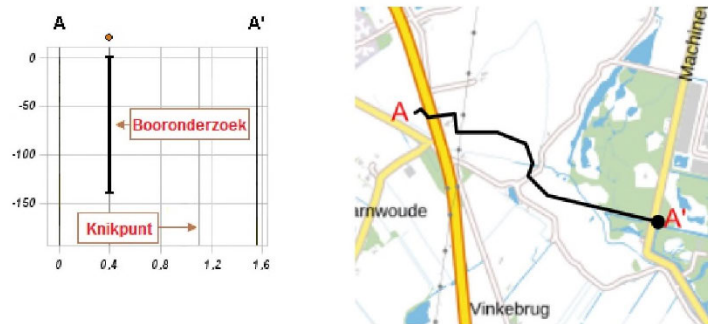 A A'
0
Booronderzoek
-50
-100
-150
Knikpunt
0 0.4 0.8 1.2 1.6
Machine
A
arnwoude
A'
Vinkebrug